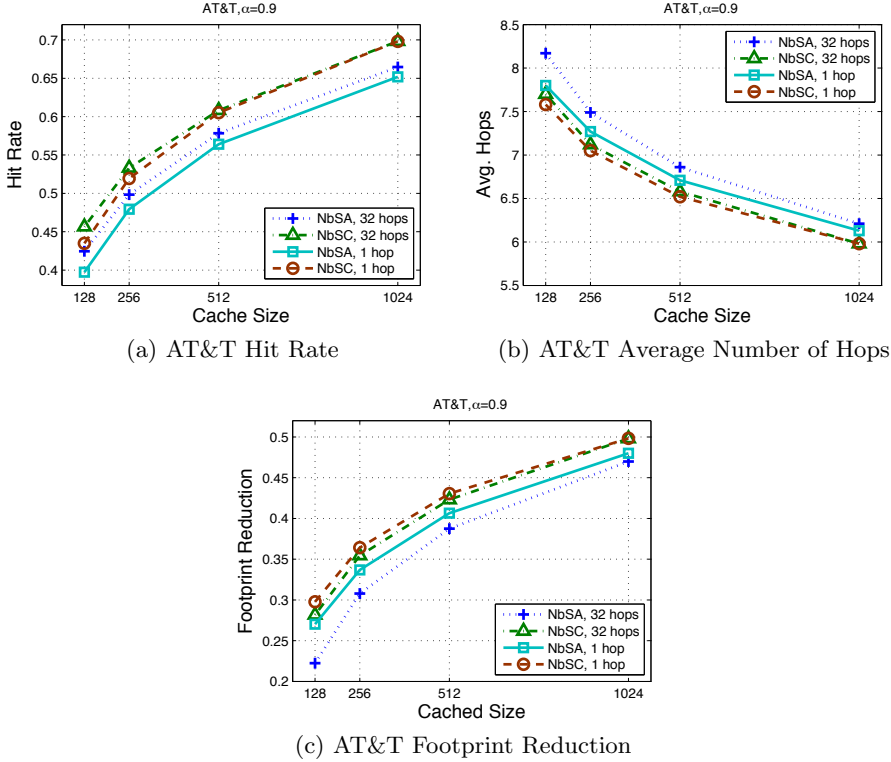 AT&T,α=0.9
0.7
0.65
0.6
0.55
0.5
0.45
0.4
Hit Rate
NbSA, 32 hops
NbSC, 32 hops
NbSA, 1 hop
NbSC, 1 hop
128
256
512
1024
Cache Size
(a) AT&T Hit Rate
AT&T,α=0.9
8.5
8
7.5
7
6.5
6
5.5
Avg. Hops
NbSA, 32 hops
NbSC, 32 hops
NbSA, 1 hop
NbSC, 1 hop
128
256
512
1024
Cache Size
(b) AT&T Average Number of Hops
AT&T,α=0.9
0.5
0.45
0.4
0.35
0.3
0.25
0.2
Footprint Reduction
NbSA, 32 hops
NbSC, 32 hops
NbSA, 1 hop
NbSC, 1 hop
128
256
512
1024
Cached Size
(c) AT&T Footprint Reduction